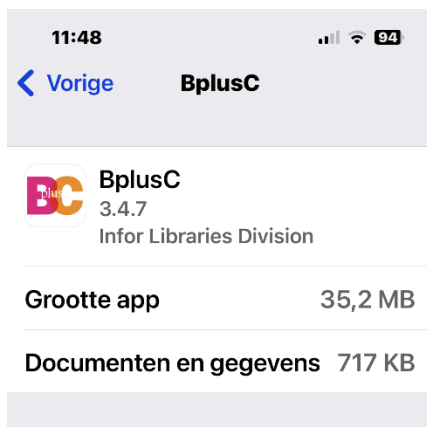 11:48 94
Vorige BplusC
BplusC
BplusC
3.4.7
Infor Libraries Division
Grootte app 35,2 MB
Documenten en gegevens 717 KB